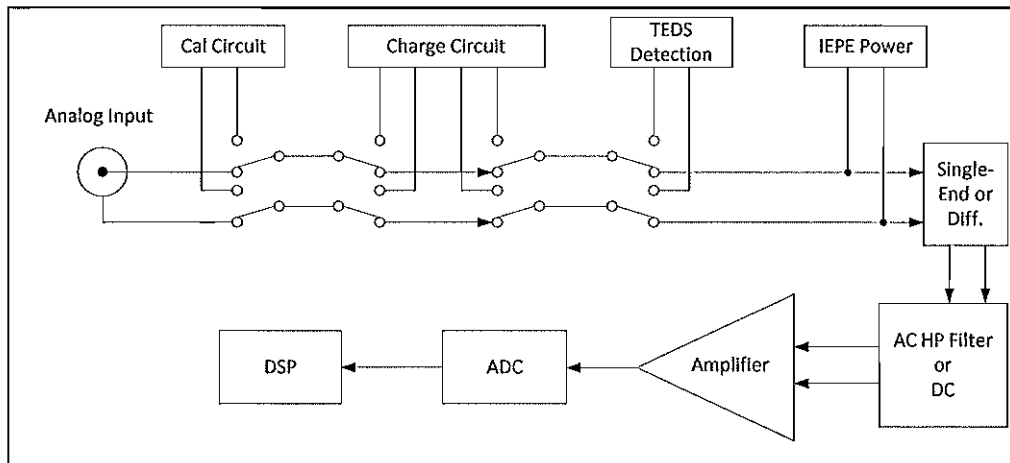 Cal Circuit
Charge Circuit
TEDS
Detection
IEPE Power
Analog Input
Single-
End or
Diff.
DSP
ADC
Amplifier
AC HP Filter
or
DC